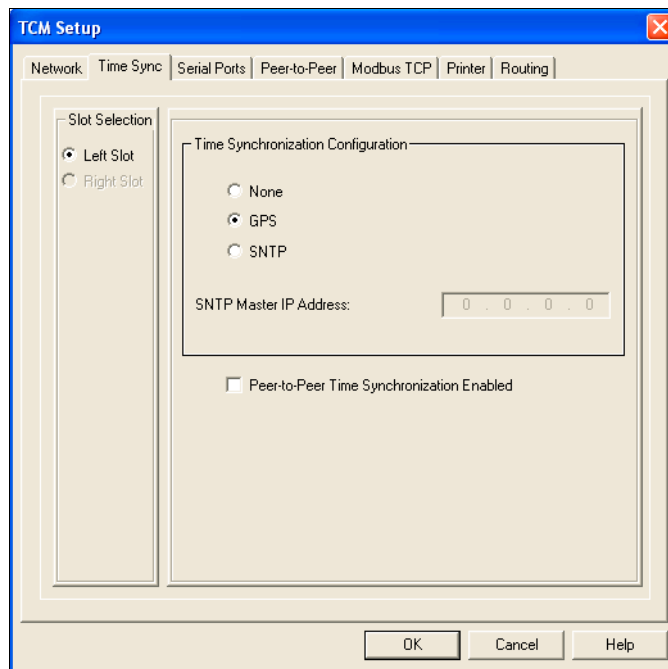 TCM Setup
Network Time Sync Serial Ports Peer-to-Peer Modbus TCP Printer Routing
Slot Selection
Left Slot
Right Slot
Time Synchronization Configuration
None
GPS
SNTP
SNTP Master IP Address: 0 . 0 . 0 . 0
Peer-to-Peer Time Synchronization Enabled
OK Cancel Help